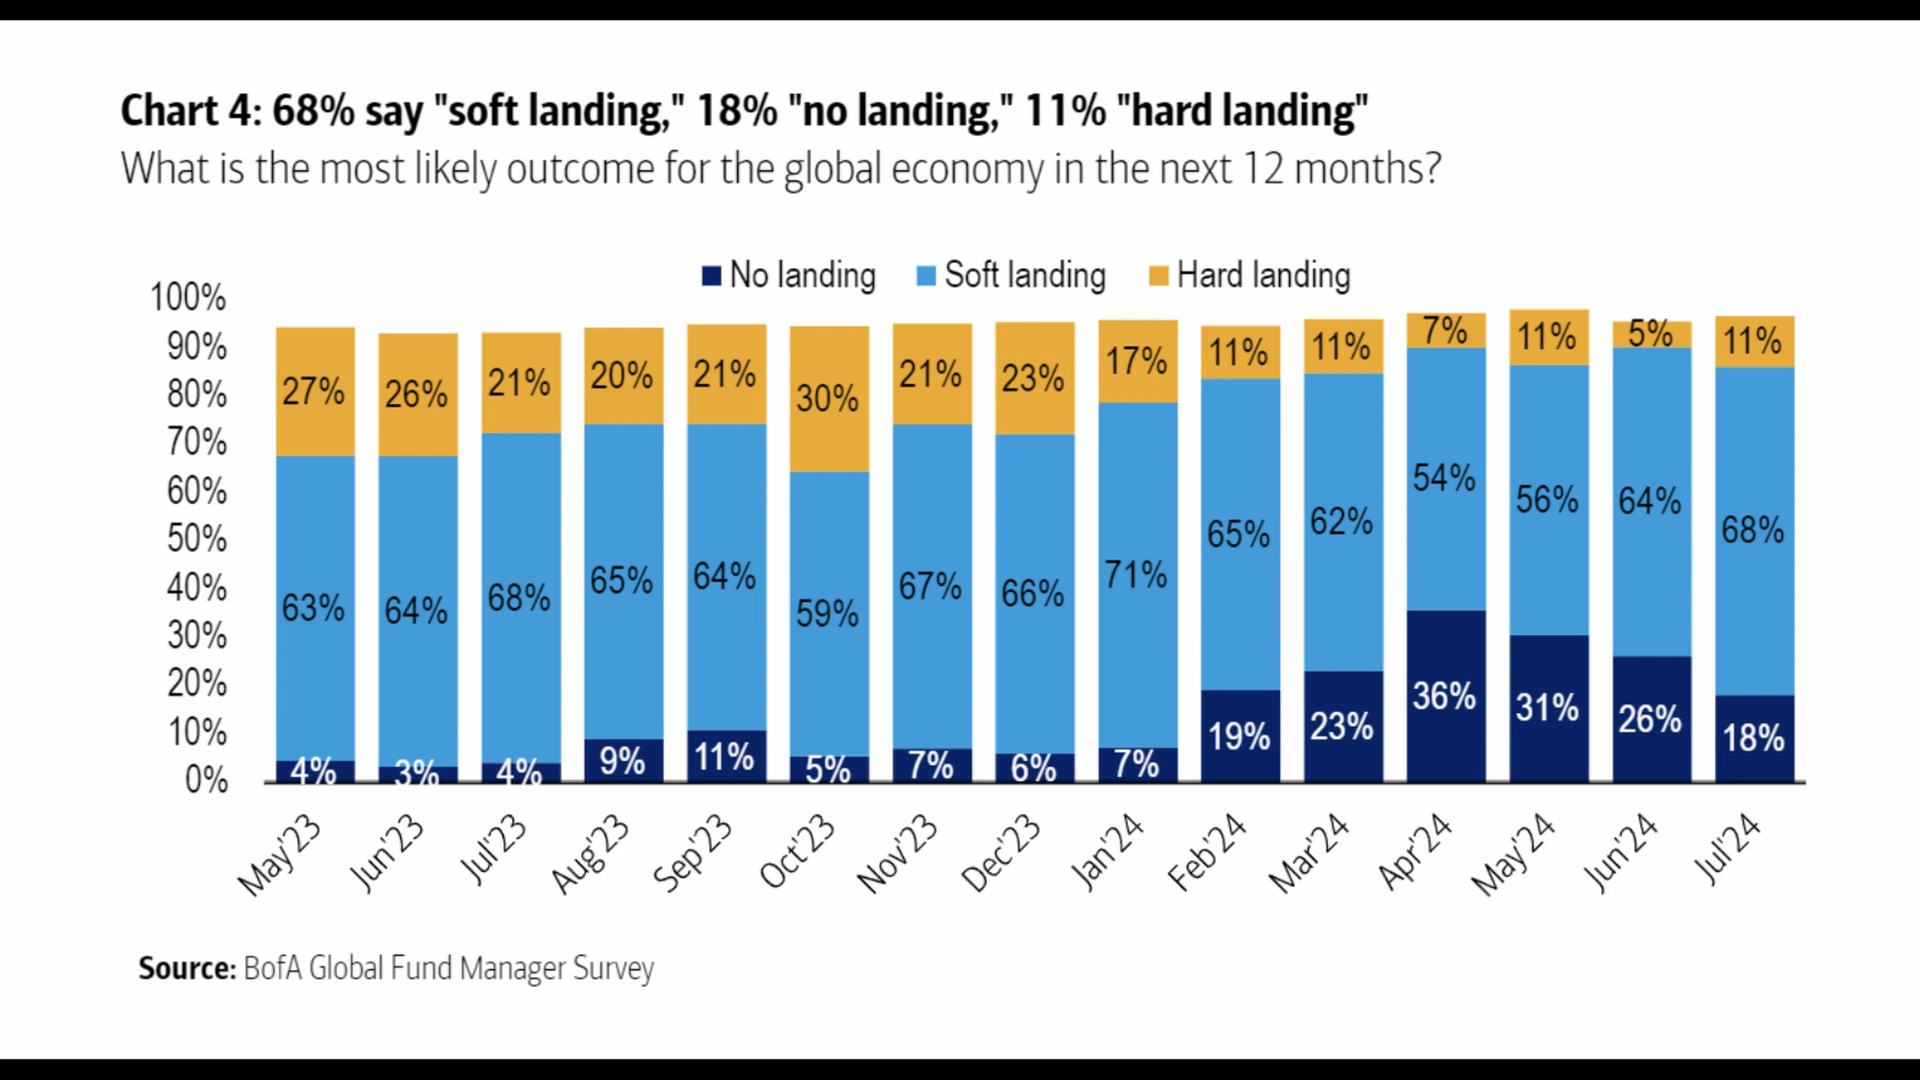 Chart 4: 68% say "soft landing," 18% "no landing," 11% "hard landing"
What is the most likely outcome for the global economy in the next 12 months?
No landing Soft landing Hard landing
100%
90%
80%
70%
60%
50%
40%
30%
20%
10%
0%
27% 26% 21% 20% 21% 30% 21% 23% 17% 11% 11% 7% 11% 5% 11%
63% 64% 68% 65% 64% 59% 67% 66% 71% 65% 62% 54% 56% 64% 68%
4% 3% 4% 9% 11% 5% 7% 6% 7% 19% 23% 36% 31% 26% 18%
May'23 Jun'23 Jul'23 Aug'23 Sep'23 Oct'23 Nov'23 Dec'23 Jan'24 Feb'24 Mar'24 Apr'24 May'24 Jun'24 Jul'24
Source: BofA Global Fund Manager Survey